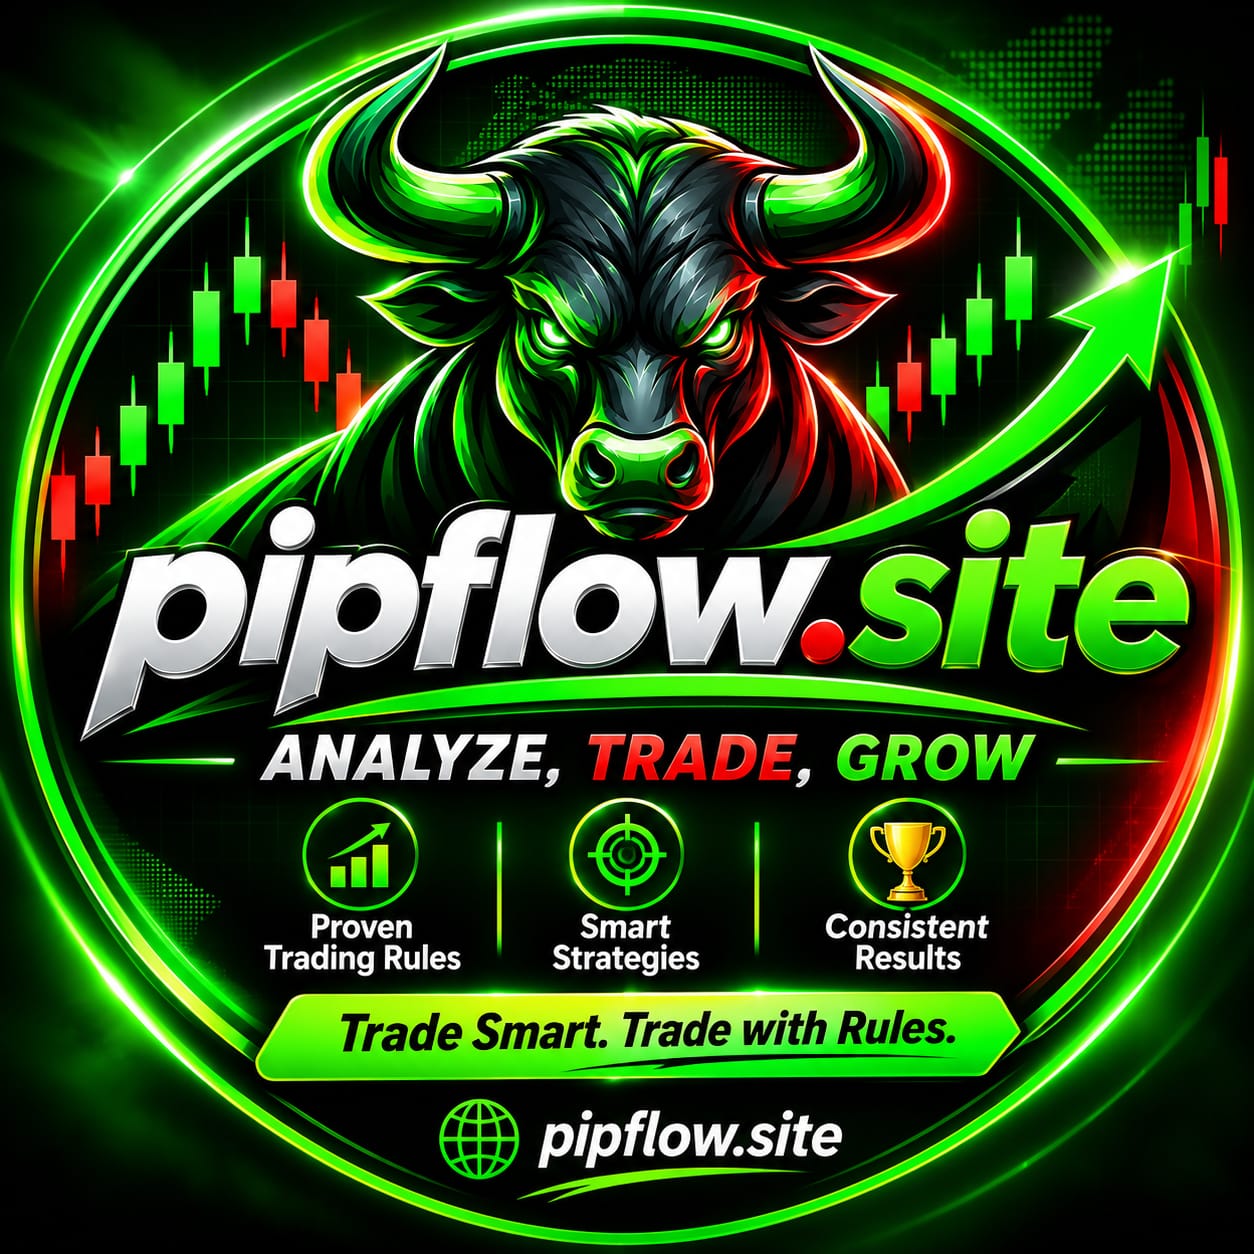 pipflow.site
ANALYZE, TRADE, GROW
Proven
Trading Rules
Smart
Strategies
Consistent
Results
Trade Smart. Trade with Rules.
pipflow.site